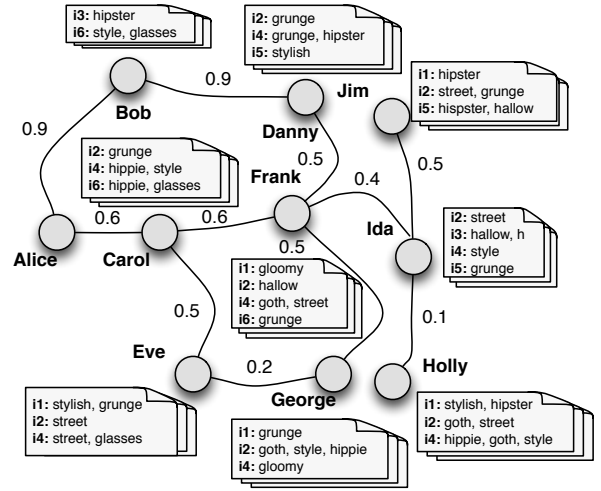 i3: hipster
i6: style, glasses
i2: grunge
i4: grunge, hipster
i5: stylish
i1: hipster
i2: street, grunge
i5: hispster, hallow
0.9
Bob
Jim
Danny
0.9
0.5
0.5
i2: grunge
i4: hippie, style
i6: hippie, glasses
Frank
0.4
0.6
0.6
Alice
Carol
Ida
i2: street
i3: hallow, h
i4: style
i5: grunge
0.5
i1: gloomy
i2: hallow
i4: goth, street
i6: grunge
0.5
0.1
Eve
0.2
George
Holly
i1: stylish, grunge
i2: street
i4: street, glasses
i1: grunge
i2: goth, style, hippie
i4: gloomy
i1: stylish, hipster
i2: goth, street
i4: hippie, goth, style